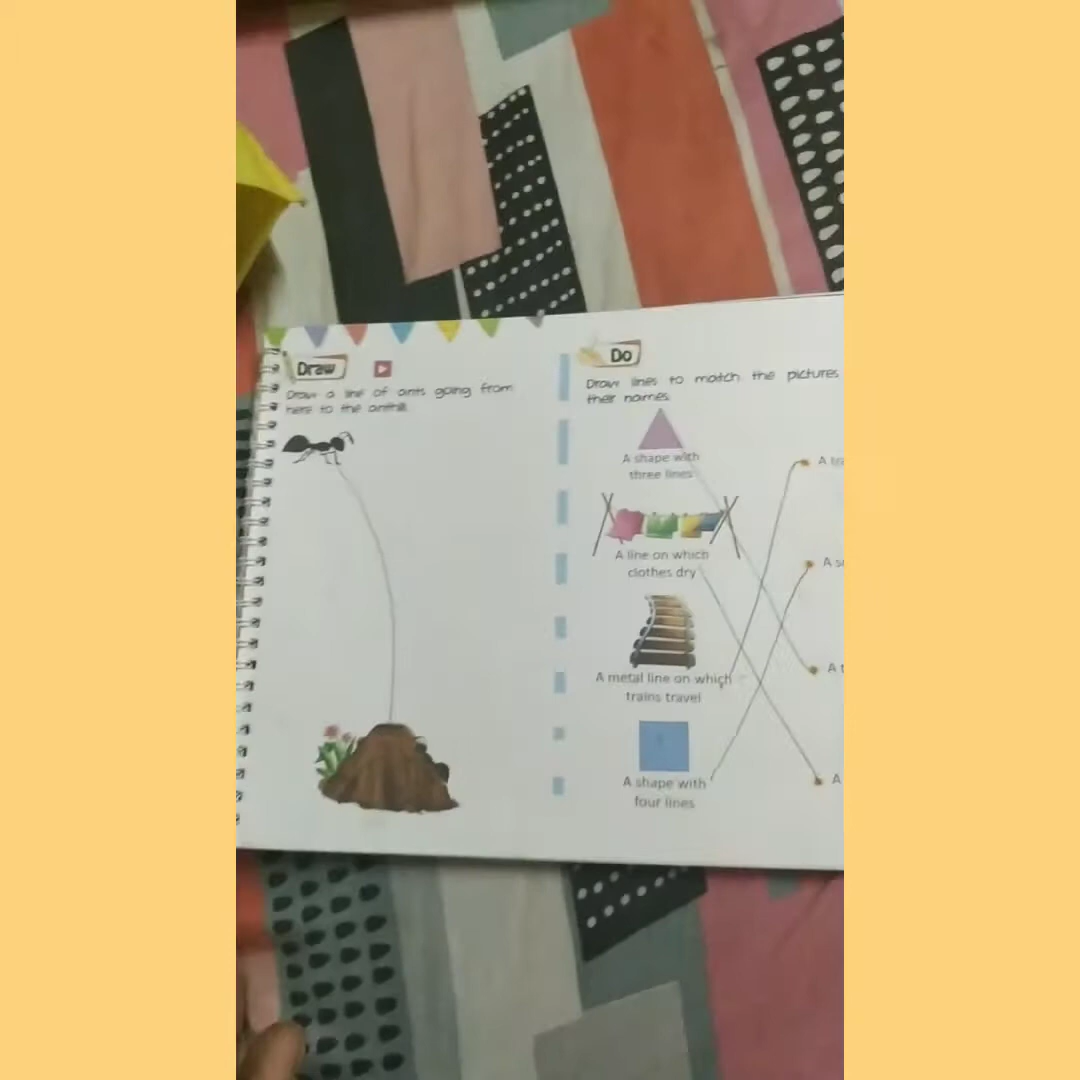 Draw
Draw a line of ants going from
here to the anthill.
Do
Draw lines to match the pictures
their names.
A shape with
three lines
A line on which
clothes dry
A metal line on which
trains travel
A shape with
four lines
A
A
A
A